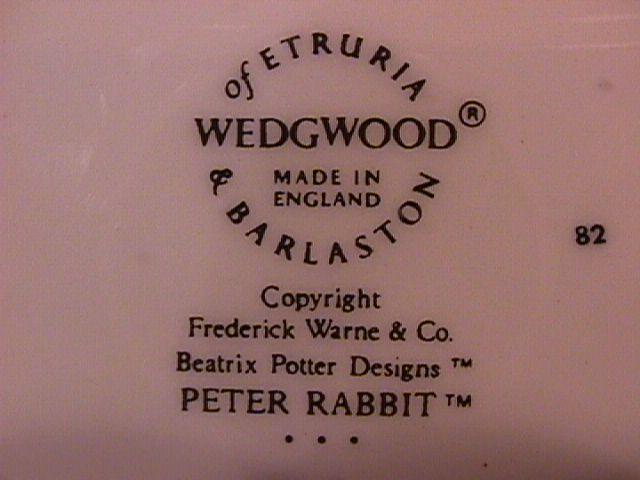 of ETRURIA
WEDGWOOD®
MADE IN
ENGLAND
& BARLASTON
82
Copyright
Frederick Warne & Co.
Beatrix Potter Designs ™
PETER RABBIT ™
• • •